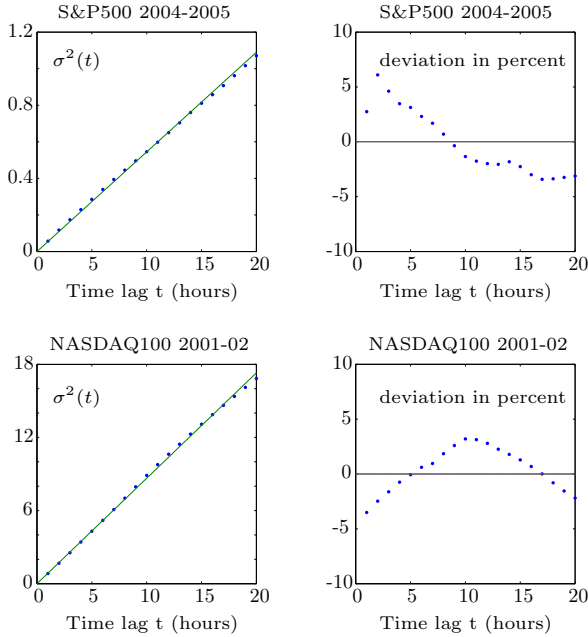 S&P500 2004-2005
1.2
0.8
0.4
0
σ²(t)
0 5 10 15 20
Time lag t (hours)
S&P500 2004-2005
10
5
0
-5
-10
deviation in percent
0 5 10 15 20
Time lag t (hours)
NASDAQ100 2001-02
18
12
6
0
σ²(t)
0 5 10 15 20
Time lag t (hours)
NASDAQ100 2001-02
10
5
0
-5
-10
deviation in percent
0 5 10 15 20
Time lag t (hours)